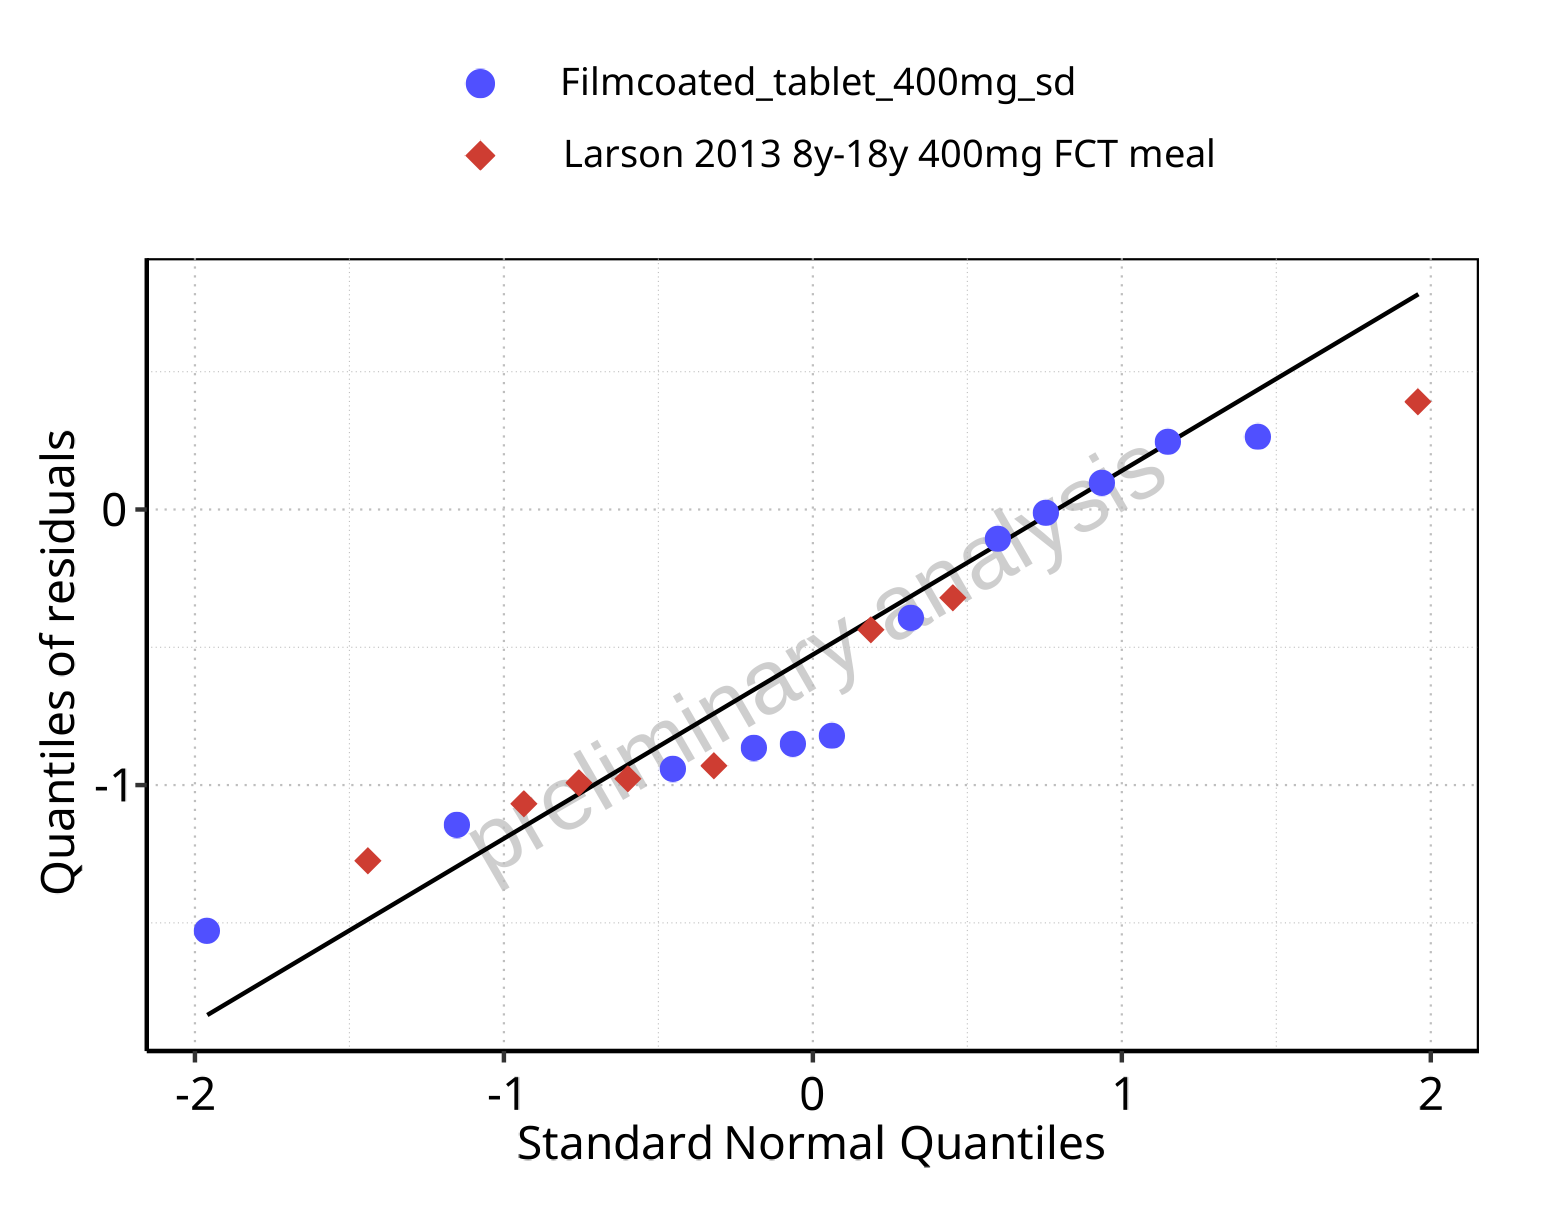 Filmcoated_tablet_400mg_sd
Larson 2013 8y-18y 400mg FCT meal
Quantiles of residuals
0
-1
preliminary analysis
-2
-1
0
1
2
Standard Normal Quantiles